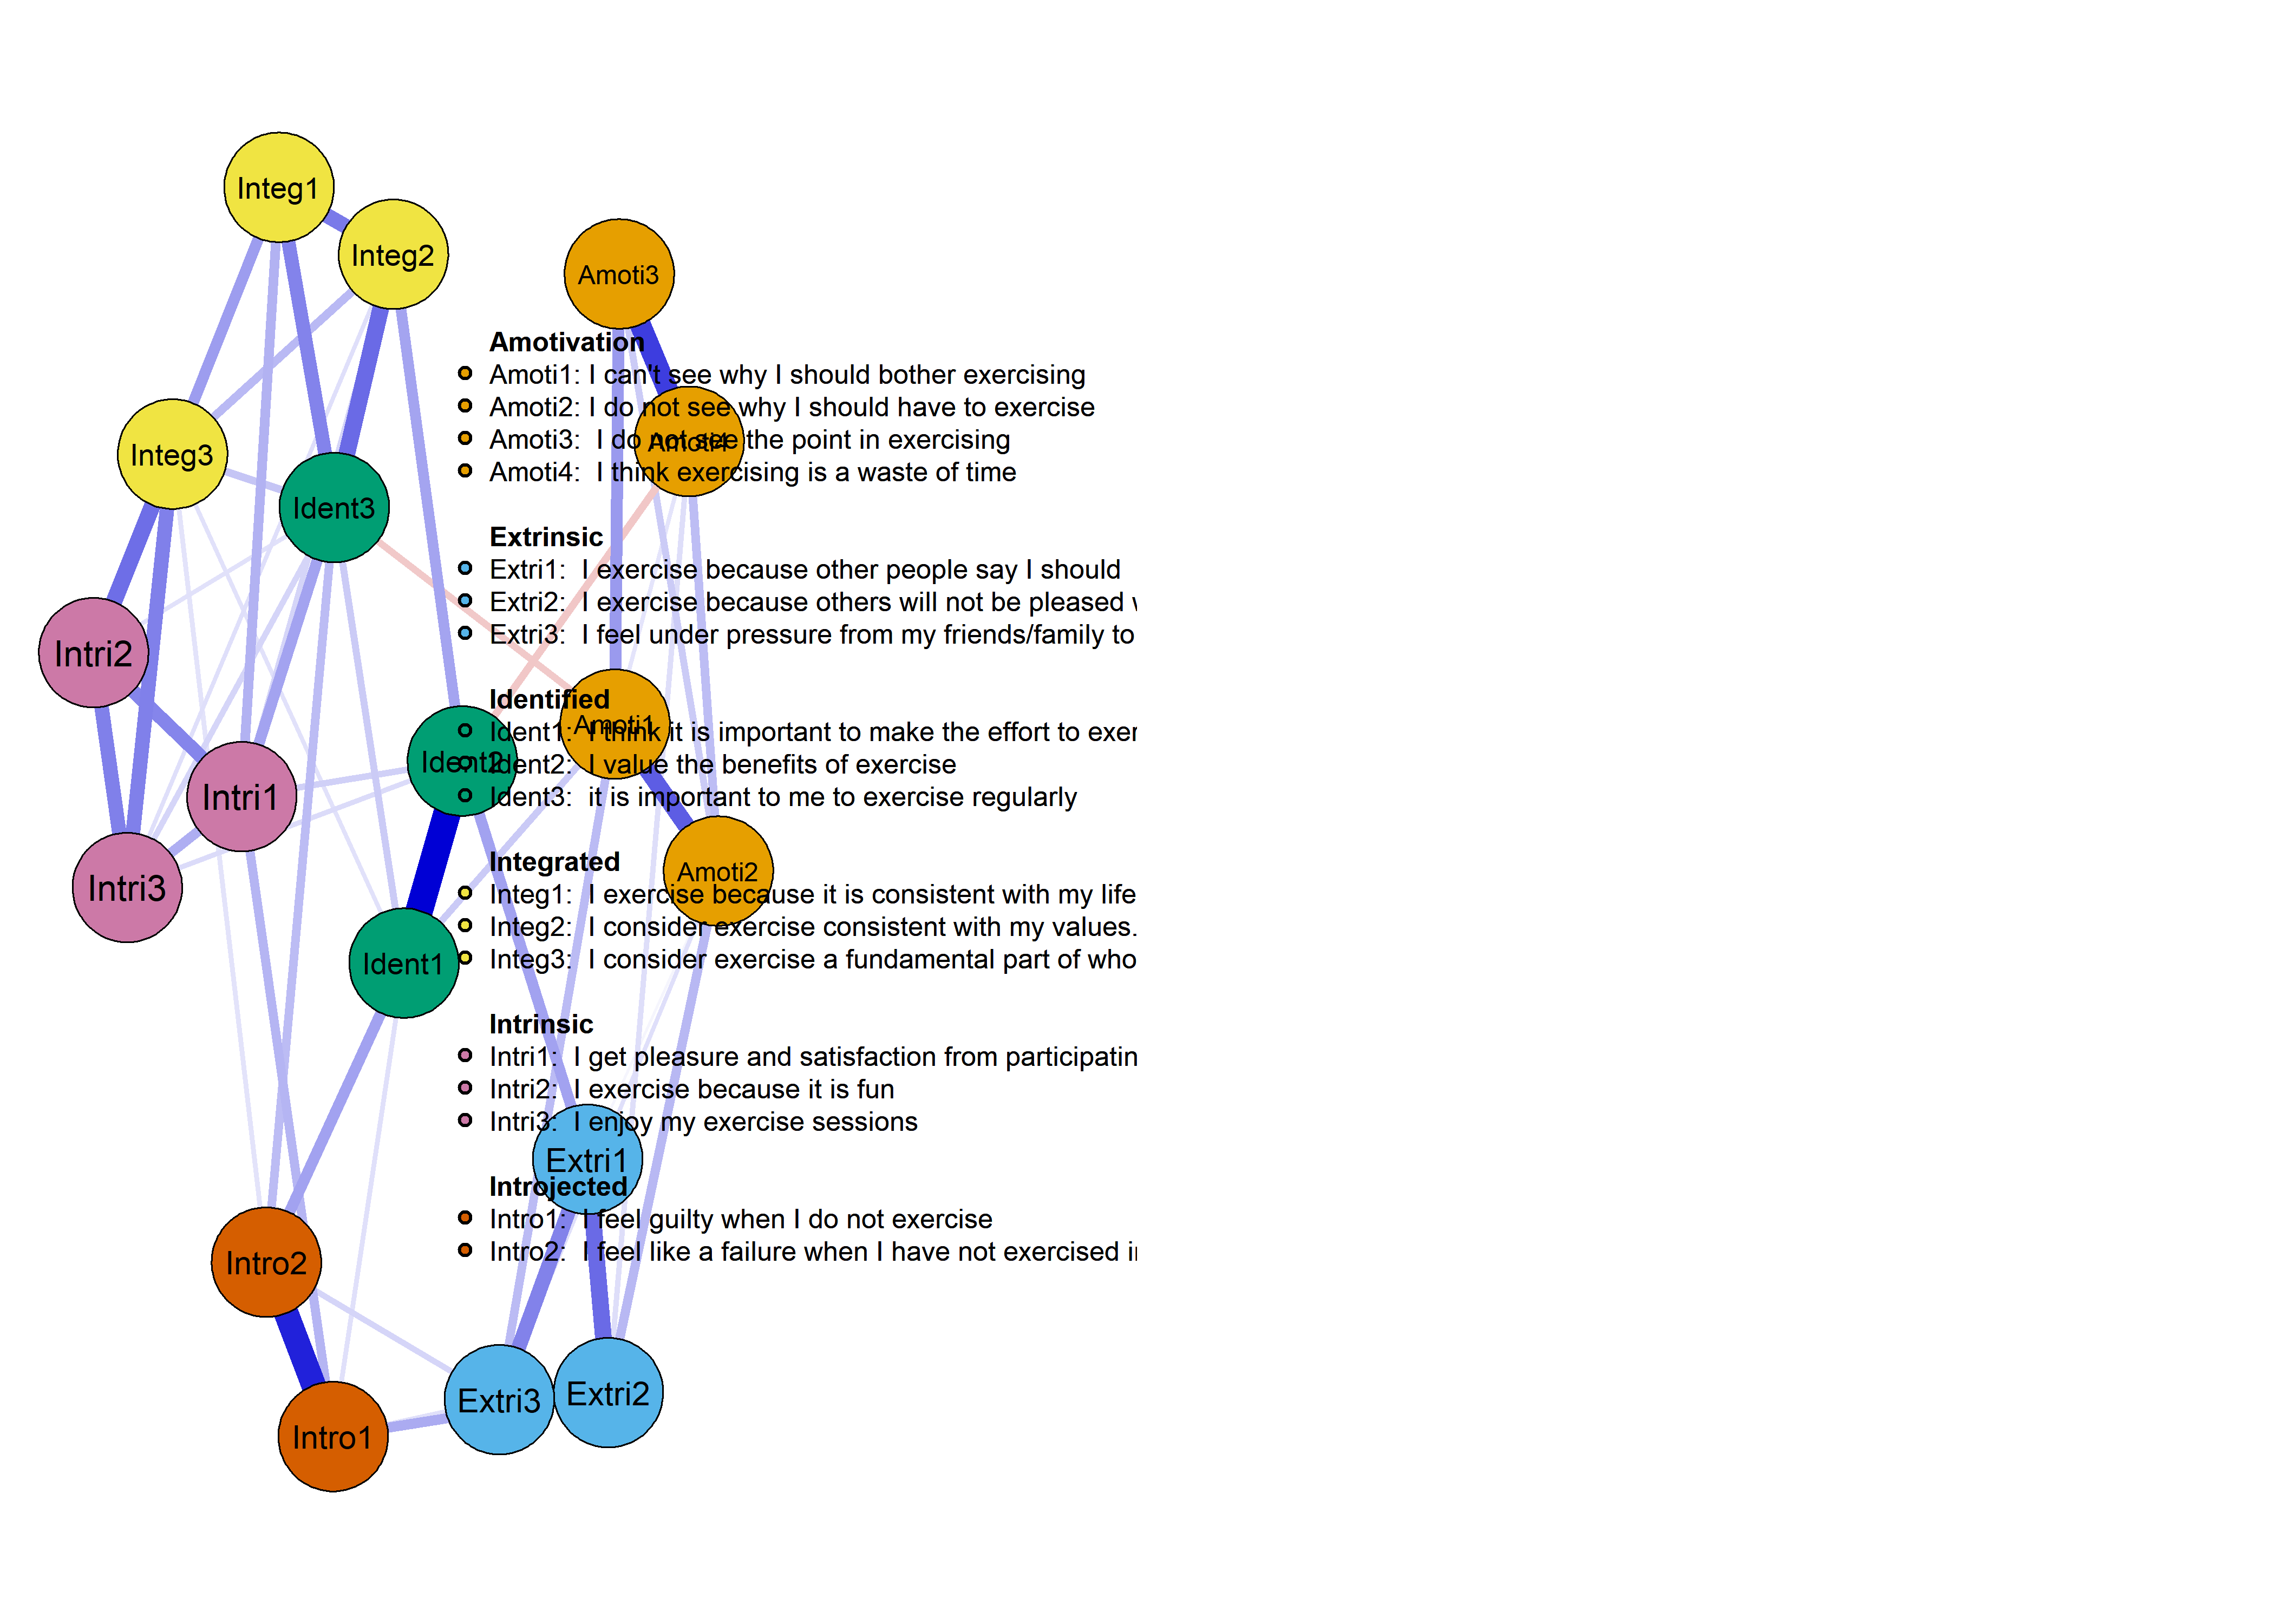 Integ1
Integ2
Amoti3
Integ3
Amoti4
Ident3
Intri2
Amoti1
Ident2
Intri1
Amoti2
Intri3
Ident1
Extri1
Intro2
Extri3
Extri2
Intro1
Amotivation
Amoti1: I can't see why I should bother exercising
Amoti2: I do not see why I should have to exercise
Amoti3: I do not see the point in exercising
Amoti4: I think exercising is a waste of time
Extrinsic
Extri1: I exercise because other people say I should
Extri2: I exercise because others will not be pleased
Extri3: I feel under pressure from my friends/family to
Identified
Ident1: I think it is important to make the effort to exer
Ident2: I value the benefits of exercise
Ident3: it is important to me to exercise regularly
Integrated
Integ1: I exercise because it is consistent with my life
Integ2: I consider exercise consistent with my values.
Integ3: I consider exercise a fundamental part of who
Intrinsic
Intri1: I get pleasure and satisfaction from participatin
Intri2: I exercise because it is fun
Intri3: I enjoy my exercise sessions
Introjected
Intro1: I feel guilty when I do not exercise
Intro2: I feel like a failure when I have not exercised